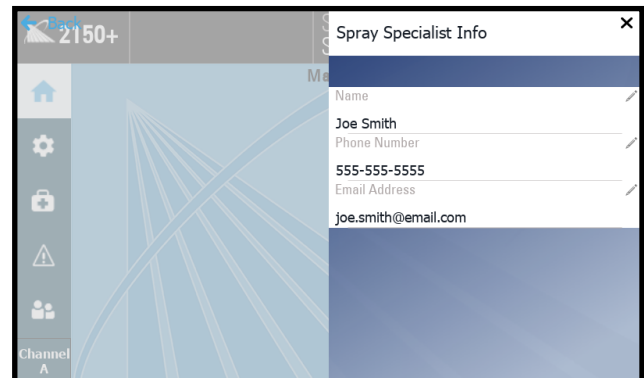 Back
2150+
S
S
Ma
Channel
A
Spray Specialist Info
Name
Joe Smith
Phone Number
555-555-5555
Email Address
joe.smith@email.com